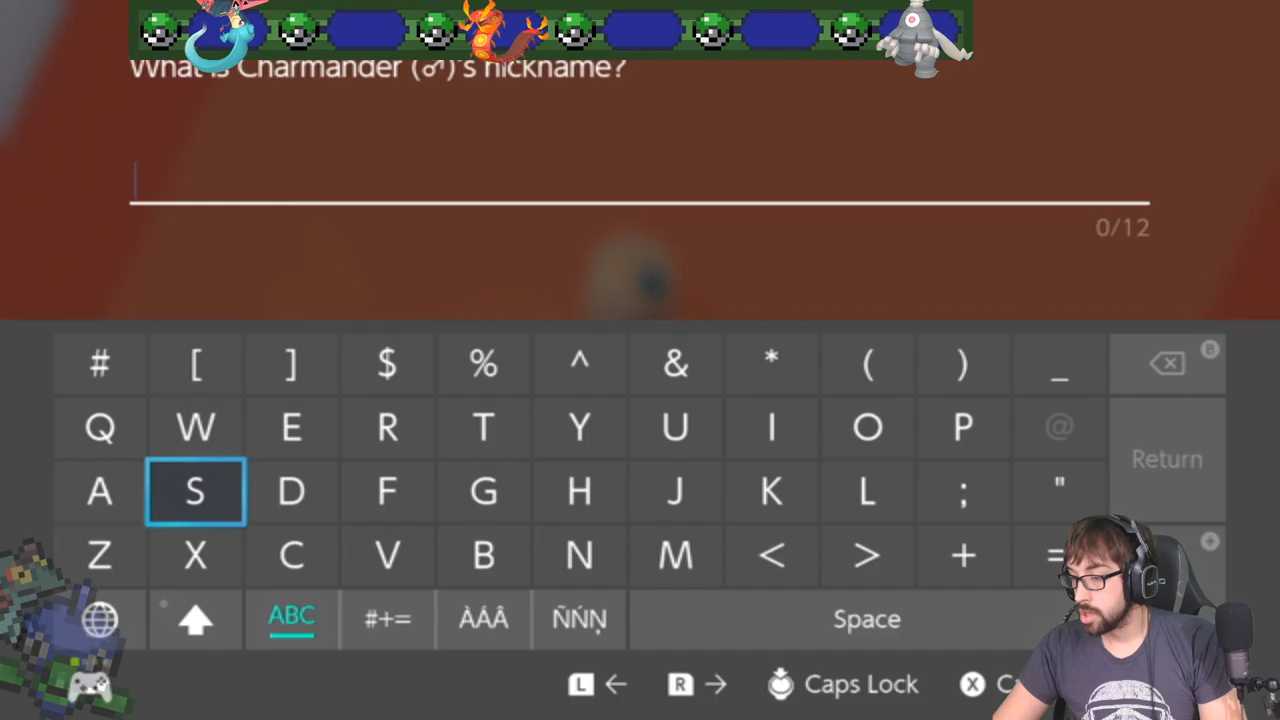 What is Charmander (♂)'s nickname?
0/12
# [ ] $ % ^ & * ( ) _ B
Q W E R T Y U I O P @
A S D F G H J K L ; " Return
Z X C V B N M < > + =
ABC #+= ÀÁÂ ÑŃŅ Space
L ← R → Caps Lock X